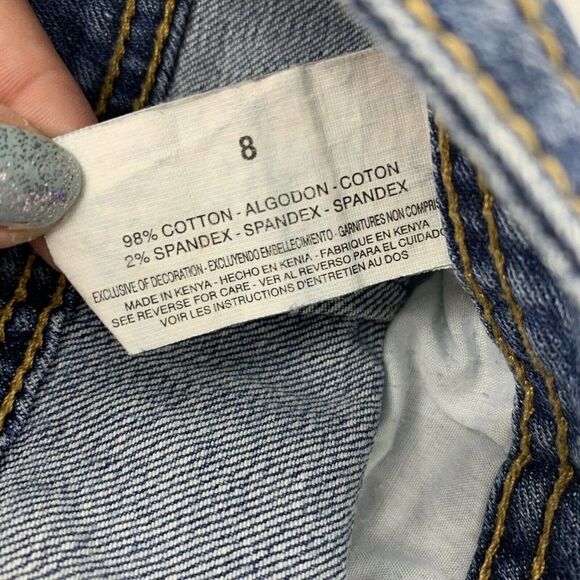 8
98% COTTON - ALGODON - COTON
2% SPANDEX - SPANDEX - SPANDEX
EXCLUSIVE OF DECORATION - EXCLUYENDO EMBELLECIMIENTO - GARNITURES NON COMPRIS
MADE IN KENYA - HECHO EN KENIA - FABRIQUE EN KENYA
SEE REVERSE FOR CARE - VER AL REVERSO PARA EL CUIDADO
VOIR LES INSTRUCTIONS D'ENTRETIEN AU DOS